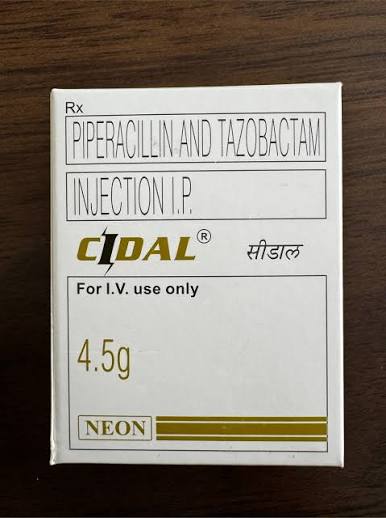 Rx
PIPERACILLIN AND TAZOBACTAM
INJECTION I.P.
CIDAL® सीडाल
For I.V. use only
4.5g
NEON